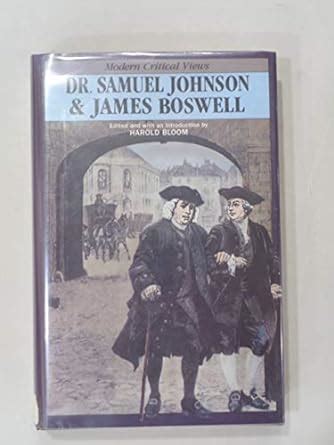 Modern Critical Views
DR. SAMUEL JOHNSON
& JAMES BOSWELL
Edited and with an Introduction by
HAROLD BLOOM